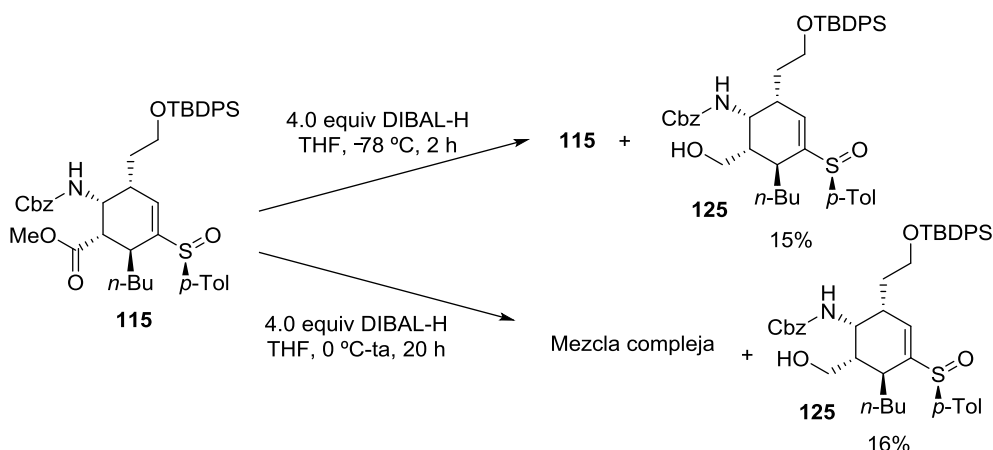 OTBDPS
H
N
Cbz
MeO
O
n-Bu
S
O
p-Tol
115
4.0 equiv DIBAL-H
THF, −78 ºC, 2 h
115 +
OTBDPS
H
N
Cbz
HO
n-Bu
S
O
p-Tol
125
15%
4.0 equiv DIBAL-H
THF, 0 ºC-ta, 20 h
Mezcla compleja +
OTBDPS
H
N
Cbz
HO
n-Bu
S
O
p-Tol
125
16%